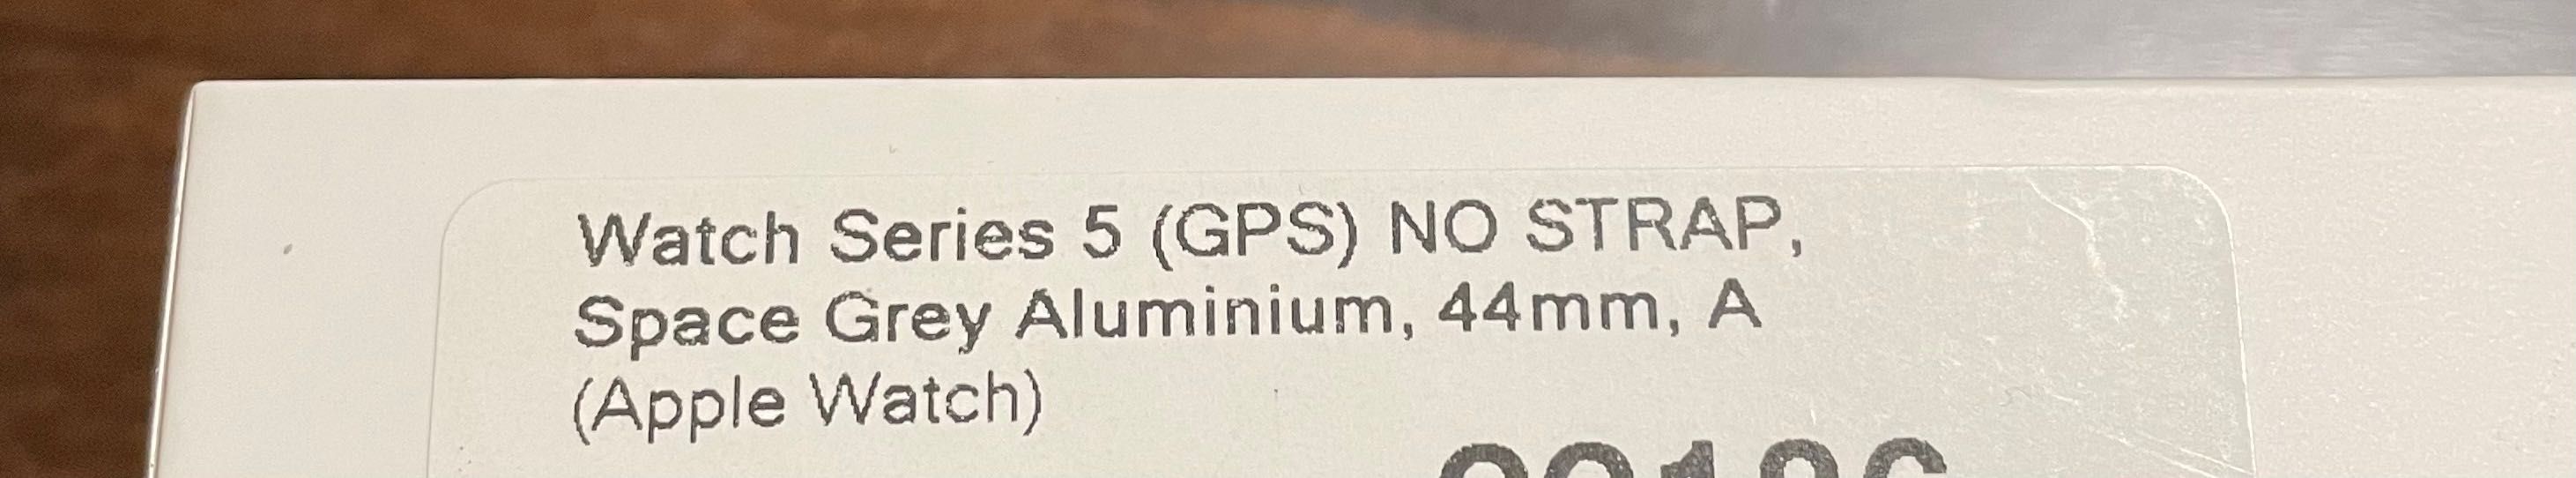 Watch Series 5 (GPS) NO STRAP,
Space Grey Aluminium, 44mm, A
(Apple Watch)